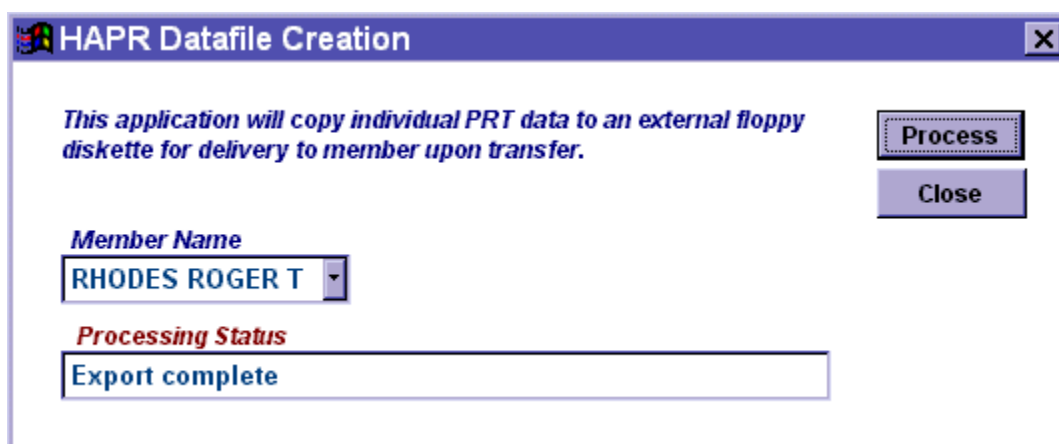 HAPR Datafile Creation
This application will copy individual PRT data to an external floppy
diskette for delivery to member upon transfer.
Process
Close
Member Name
RHODES ROGER T
Processing Status
Export complete